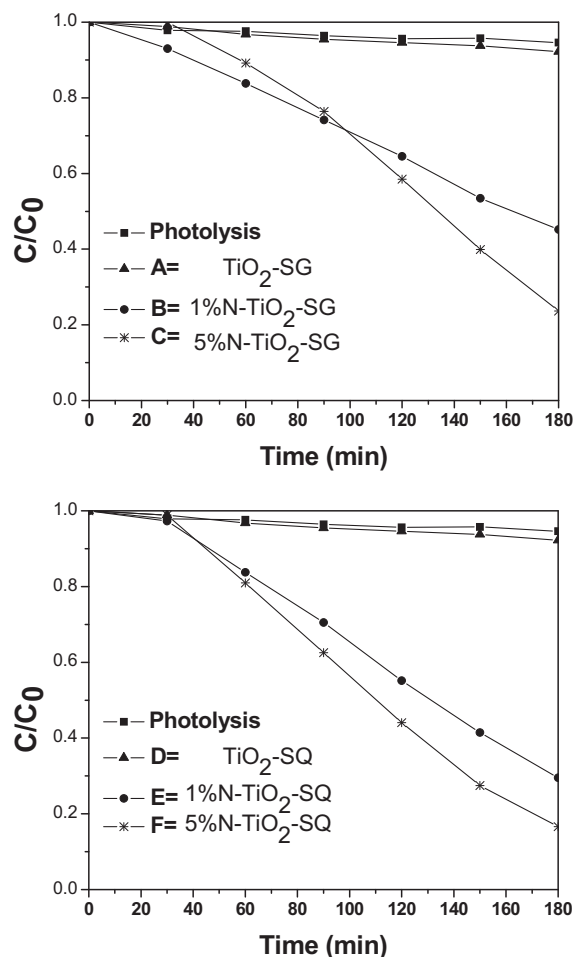 1.0
0.8
0.6
0.4
0.2
0.0
C/C0
Photolysis
A= TiO2-SG
B= 1%N-TiO2-SG
C= 5%N-TiO2-SG
0 20 40 60 80 100 120 140 160 180
Time (min)
1.0
0.8
0.6
0.4
0.2
0.0
C/C0
Photolysis
D= TiO2-SQ
E= 1%N-TiO2-SQ
F= 5%N-TiO2-SQ
0 20 40 60 80 100 120 140 160 180
Time (min)